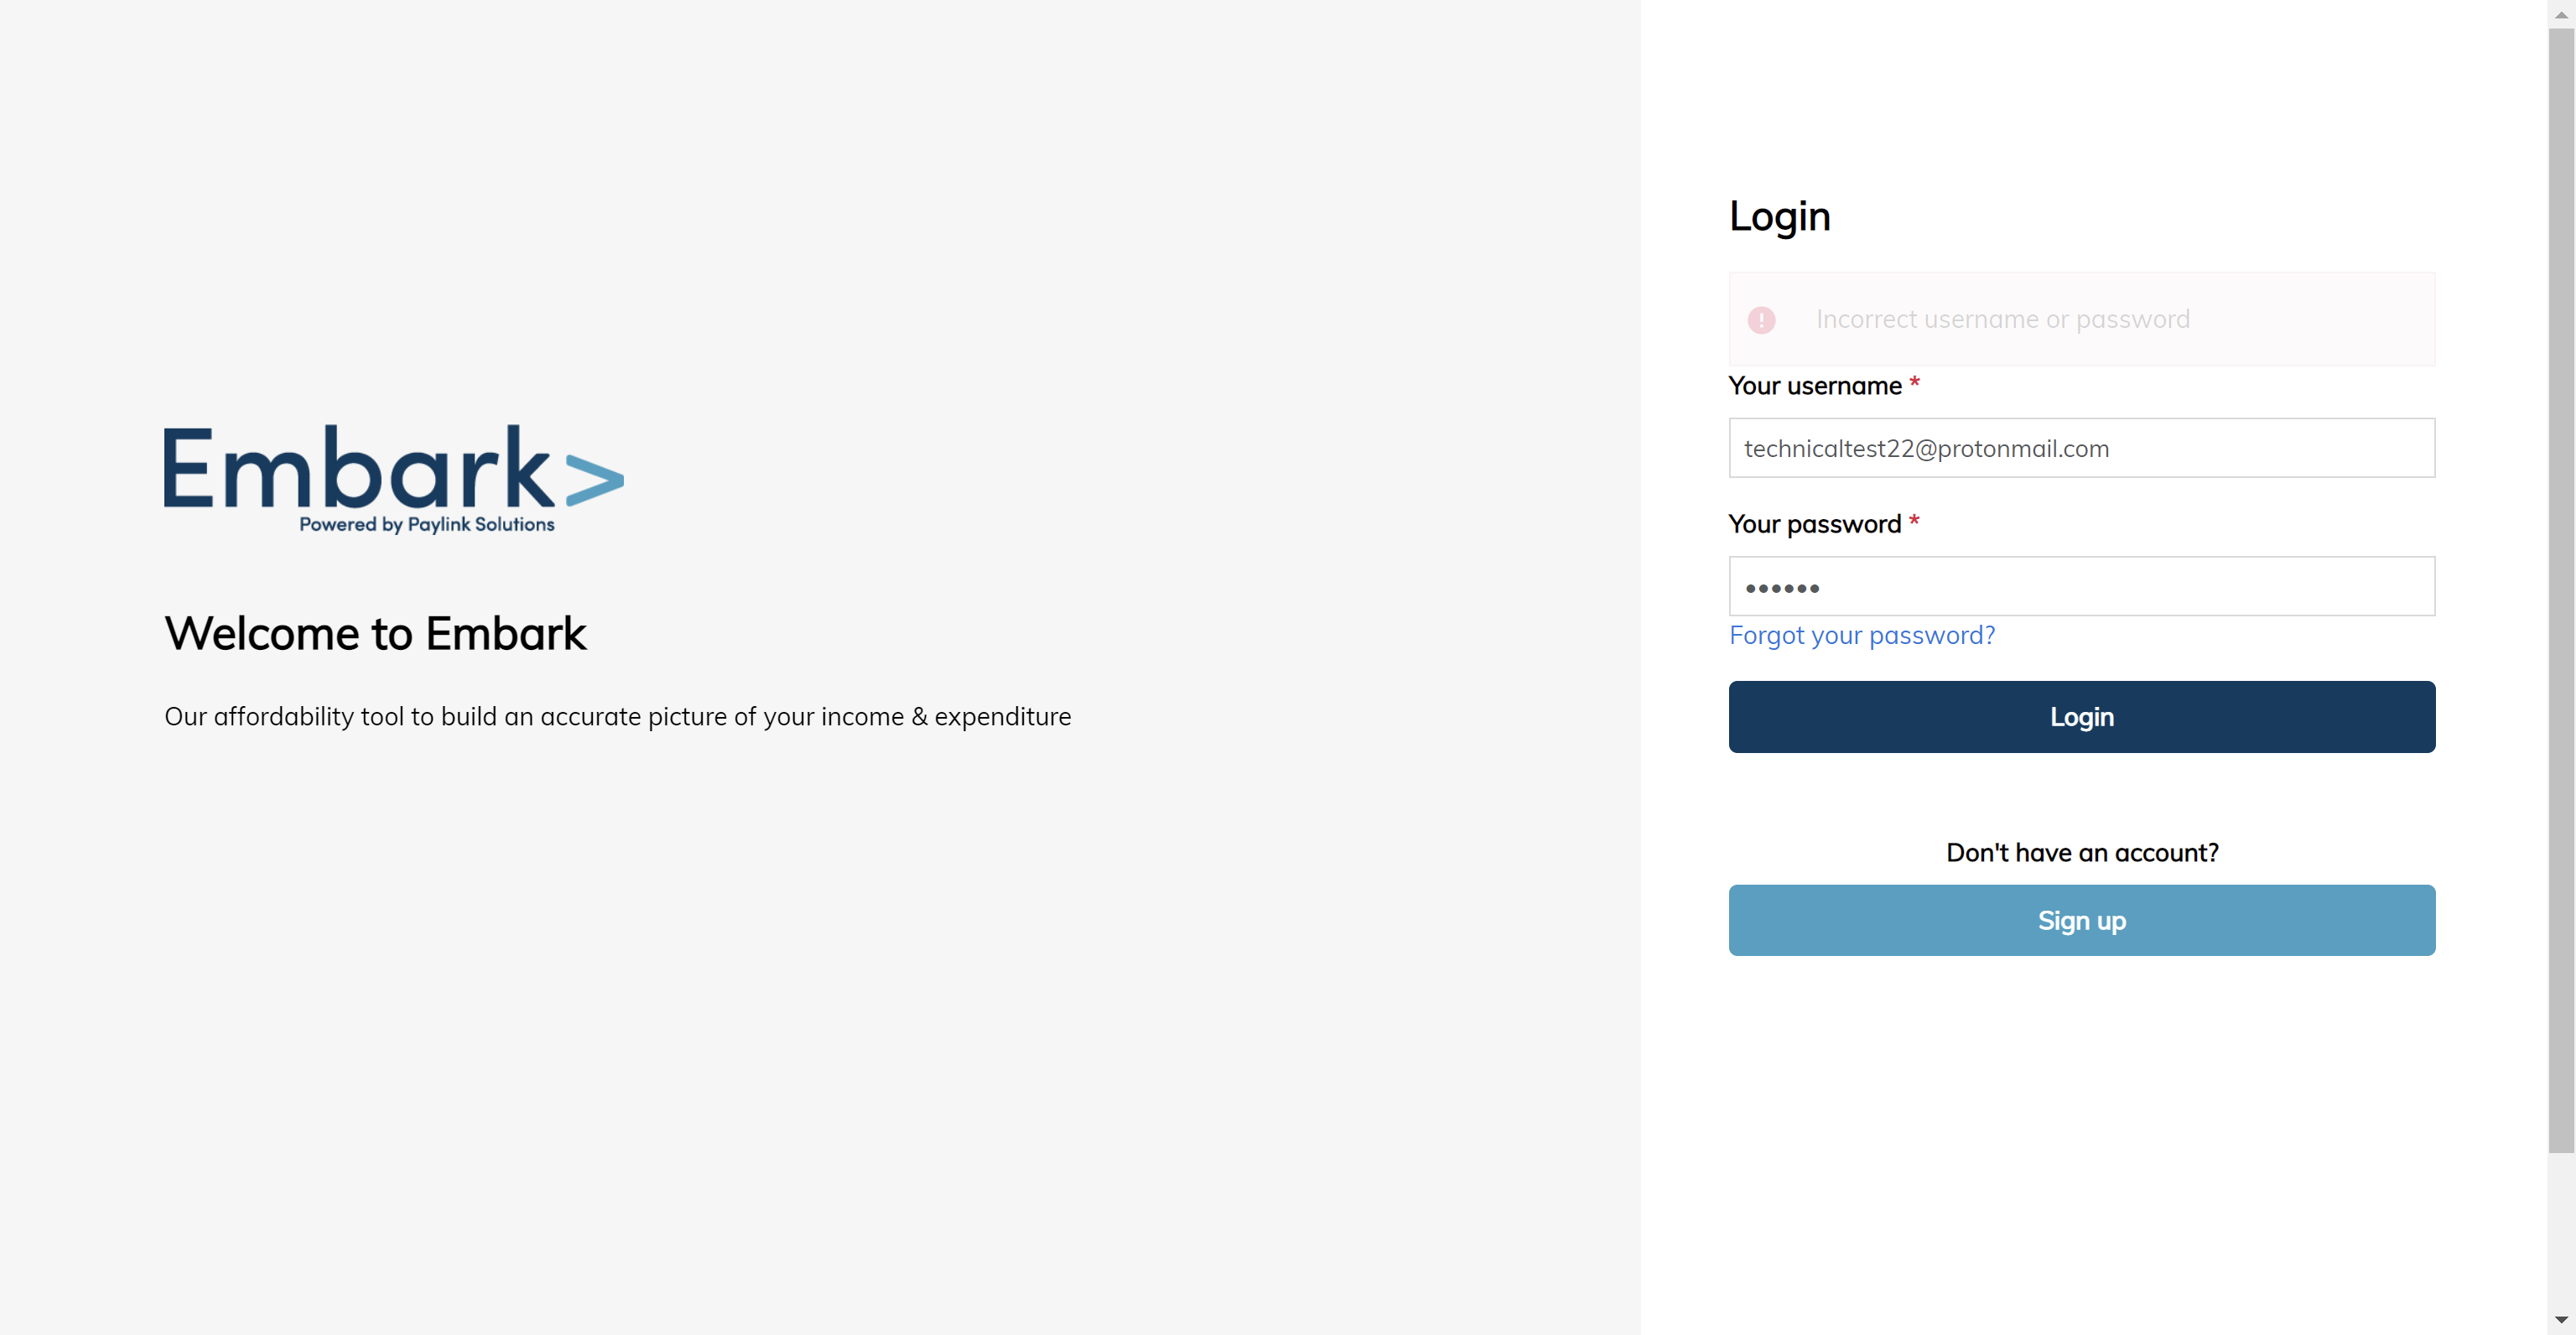 Embark>
Powered by Paylink Solutions
Welcome to Embark
Our affordability tool to build an accurate picture of your income & expenditure
Login
Incorrect username or password
Your username *
technicaltest22@protonmail.com
Your password *
••••••
Forgot your password?
Login
Don't have an account?
Sign up